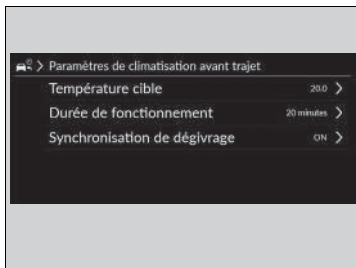 Paramètres de climatisation avant trajet
Température cible 20.0
Durée de fonctionnement 20 minutes
Synchronisation de dégivrage ON